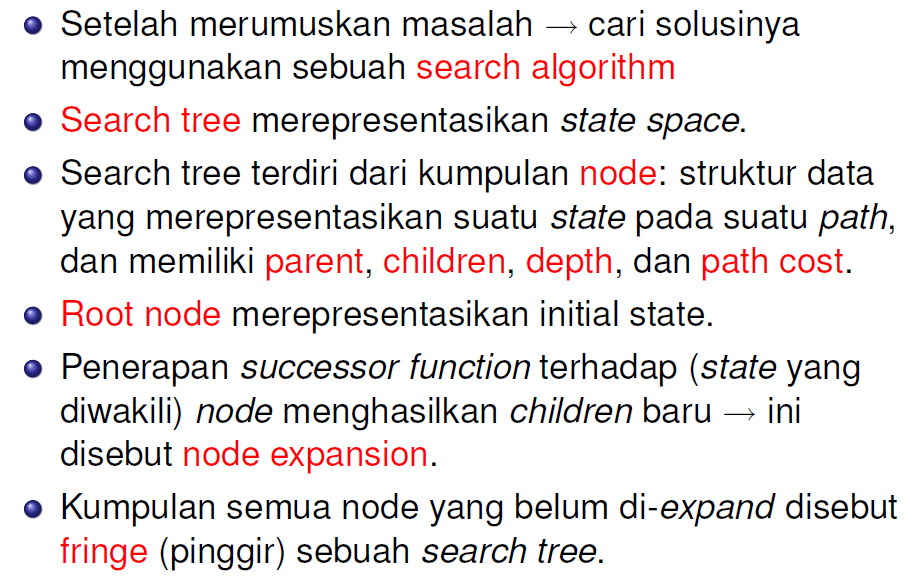 Setelah merumuskan masalah → cari solusinya
menggunakan sebuah search algorithm
Search tree merepresentasikan state space.
Search tree terdiri dari kumpulan node: struktur data
yang merepresentasikan suatu state pada suatu path,
dan memiliki parent, children, depth, dan path cost.
Root node merepresentasikan initial state.
Penerapan successor function terhadap (state yang
diwakili) node menghasilkan children baru → ini
disebut node expansion.
Kumpulan semua node yang belum di-expand disebut
fringe (pinggir) sebuah search tree.